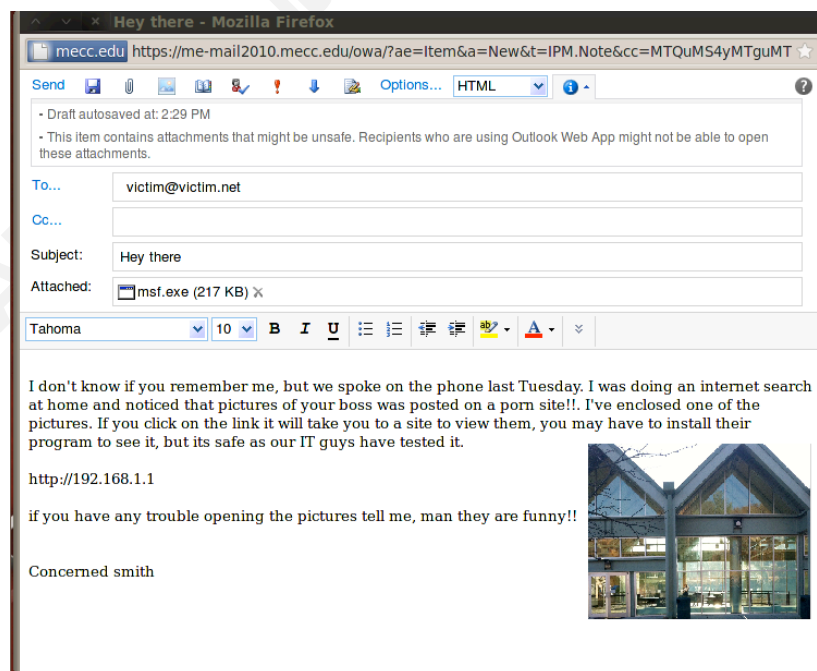 Hey there - Mozilla Firefox
mecc.edu https://me-mail2010.mecc.edu/owa/?ae=Item&a=New&t=IPM.Note&cc=MTQuMS4yMTguMT
Send Options... HTML
- Draft autosaved at: 2:29 PM
- This item contains attachments that might be unsafe. Recipients who are using Outlook Web App might not be able to open
these attachments.
To... victim@victim.net
Cc...
Subject: Hey there
Attached: msf.exe (217 KB)
Tahoma 10 B I U ab A
I don't know if you remember me, but we spoke on the phone last Tuesday. I was doing an internet search
at home and noticed that pictures of your boss was posted on a porn site!!. I've enclosed one of the
pictures. If you click on the link it will take you to a site to view them, you may have to install their
program to see it, but its safe as our IT guys have tested it.
http://192.168.1.1
if you have any trouble opening the pictures tell me, man they are funny!!
Concerned smith